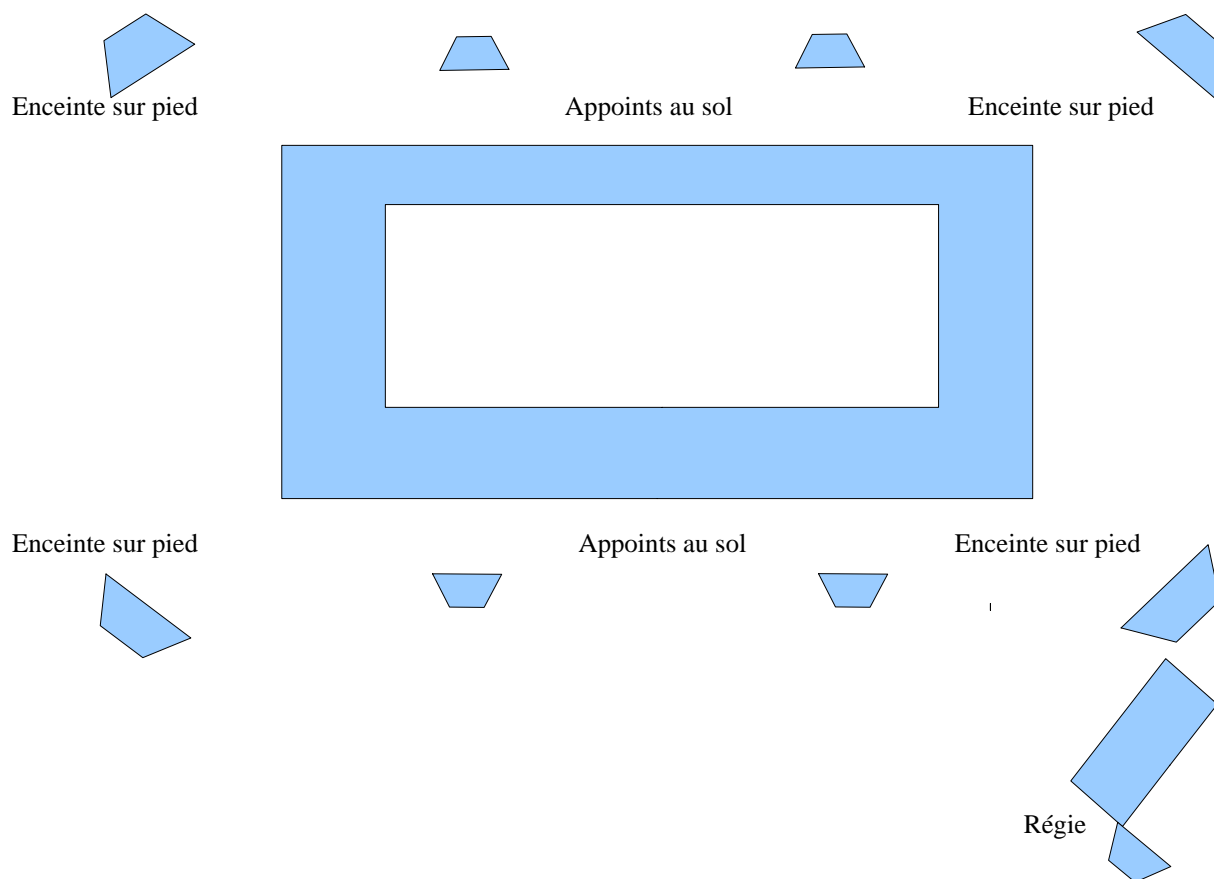 Enceinte sur pied
Appoints au sol
Enceinte sur pied
Enceinte sur pied
Appoints au sol
Enceinte sur pied
Régie